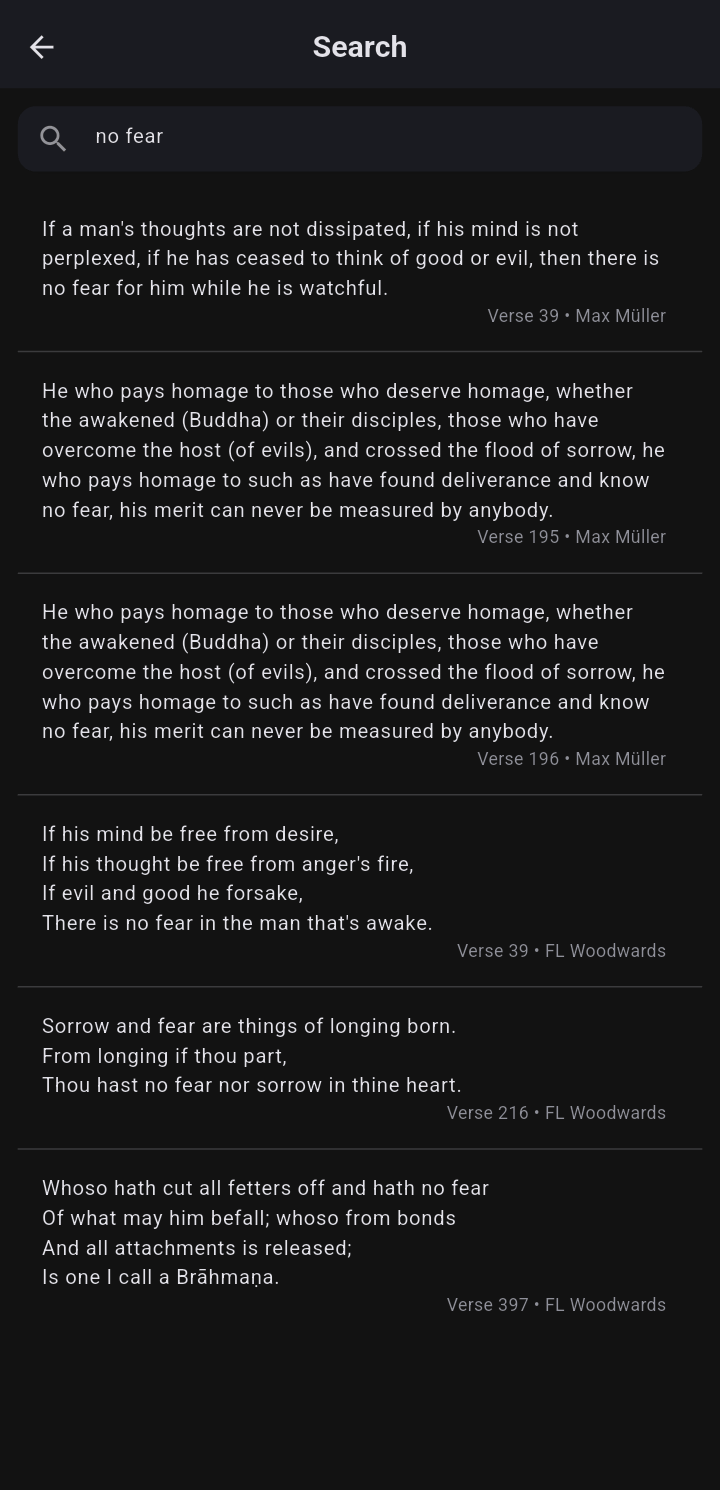 Search
no fear
If a man's thoughts are not dissipated, if his mind is not
perplexed, if he has ceased to think of good or evil, then there is
no fear for him while he is watchful.
Verse 39 • Max Müller
He who pays homage to those who deserve homage, whether
the awakened (Buddha) or their disciples, those who have
overcome the host (of evils), and crossed the flood of sorrow, he
who pays homage to such as have found deliverance and know
no fear, his merit can never be measured by anybody.
Verse 195 • Max Müller
He who pays homage to those who deserve homage, whether
the awakened (Buddha) or their disciples, those who have
overcome the host (of evils), and crossed the flood of sorrow, he
who pays homage to such as have found deliverance and know
no fear, his merit can never be measured by anybody.
Verse 196 • Max Müller
If his mind be free from desire,
If his thought be free from anger's fire,
If evil and good he forsake,
There is no fear in the man that's awake.
Verse 39 • FL Woodwards
Sorrow and fear are things of longing born.
From longing if thou part,
Thou hast no fear nor sorrow in thine heart.
Verse 216 • FL Woodwards
Whoso hath cut all fetters off and hath no fear
Of what may him befall; whoso from bonds
And all attachments is released;
Is one I call a Brāhmaṇa.
Verse 397 • FL Woodwards